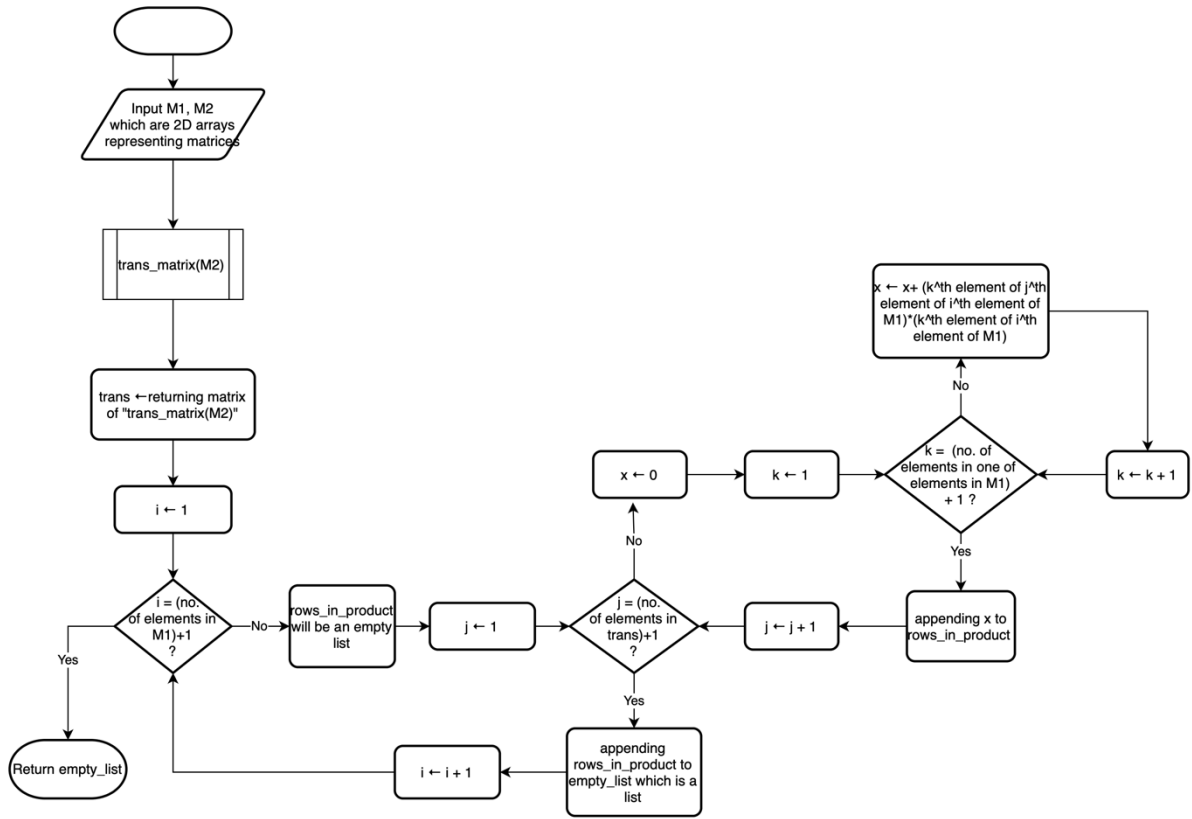 Input M1, M2
which are 2D arrays
representing matrices
trans_matrix(M2)
trans ←returning matrix
of "trans_matrix(M2)"
i ← 1
i = (no.
of elements in
M1)+1
?
Yes
Return empty_list
No
rows_in_product
will be an empty
list
j ← 1
j = (no.
of elements in
trans)+1
?
No
x ← 0
k ← 1
k = (no. of
elements in one of
elements in M1)
+ 1 ?
No
x ← x+ (k^th element of j^th
element of i^th element of
M1)*(k^th element of i^th
element of M1)
k ← k + 1
Yes
appending x to
rows_in_product
j ← j + 1
Yes
appending
rows_in_product to
empty_list which is a
list
i ← i + 1